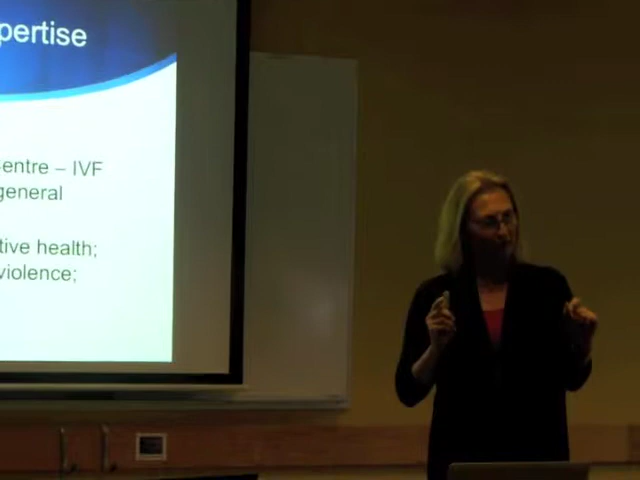 pertise
entre – IVF
general
tive health;
violence;